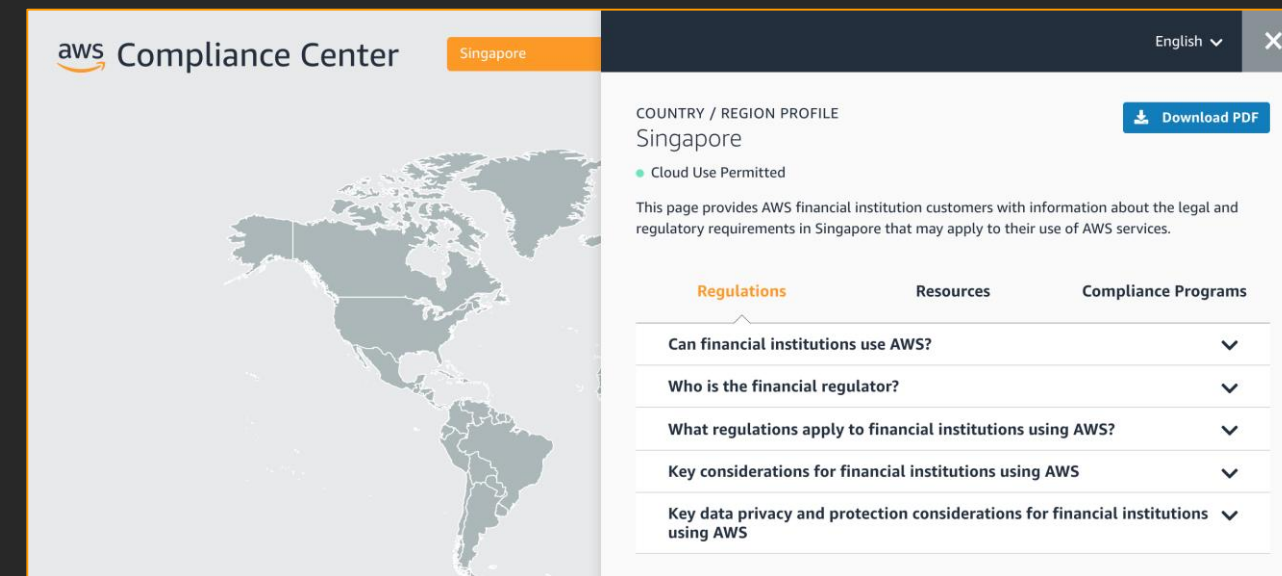 aws Compliance Center
Singapore
English
COUNTRY / REGION PROFILE
Singapore
Download PDF
Cloud Use Permitted
This page provides AWS financial institution customers with information about the legal and
regulatory requirements in Singapore that may apply to their use of AWS services.
Regulations Resources Compliance Programs
Can financial institutions use AWS?
Who is the financial regulator?
What regulations apply to financial institutions using AWS?
Key considerations for financial institutions using AWS
Key data privacy and protection considerations for financial institutions
using AWS